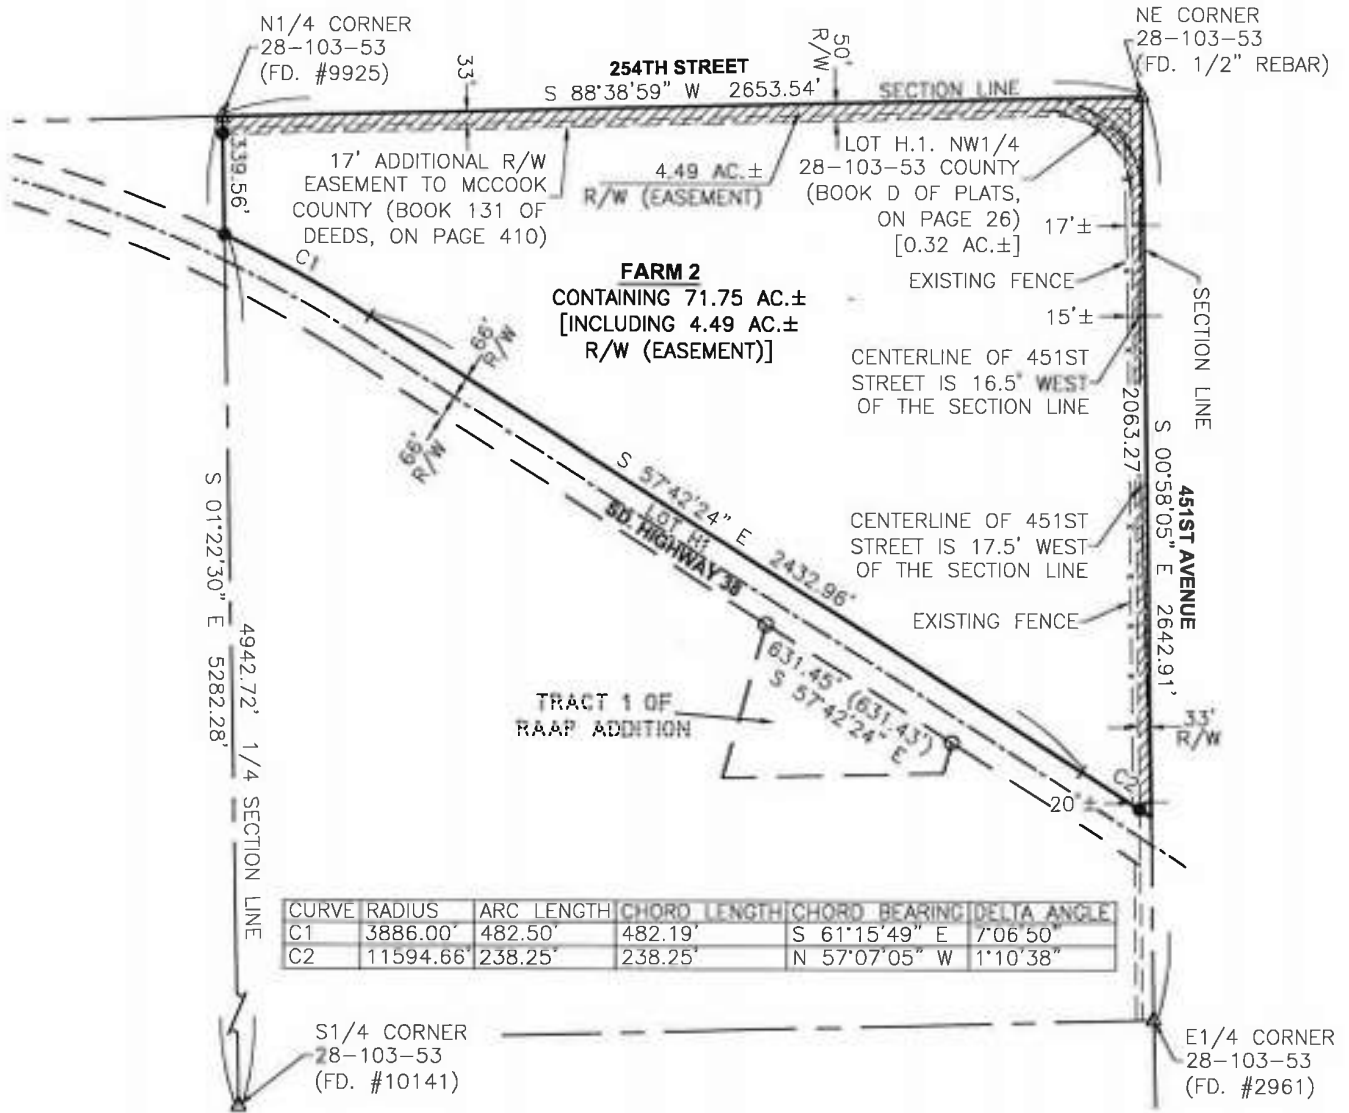 N1/4 CORNER
28-103-53
(FD. #9925)
33'
254TH STREET
S 88°38'59" W 2653.54'
50'
R/W
SECTION LINE
NE CORNER
28-103-53
(FD. 1/2" REBAR)
339.56'
17' ADDITIONAL R/W
EASEMENT TO MCCOOK
COUNTY (BOOK 131 OF
DEEDS, ON PAGE 410)
4.49 AC.±
R/W (EASEMENT)
LOT H.1. NW1/4
28-103-53 COUNTY
(BOOK D OF PLATS,
ON PAGE 26)
[0.32 AC.±]
17'±
EXISTING FENCE
15'±
SECTION LINE
C1
FARM 2
CONTAINING 71.75 AC.±
[INCLUDING 4.49 AC.±
R/W (EASEMENT)]
66'
R/W
66'
R/W
CENTERLINE OF 451ST
STREET IS 16.5' WEST
OF THE SECTION LINE
2063.27'
S 00°58'05" E 2642.91'
451ST AVENUE
S 57°42'24" E 2432.96'
LOT H1
SD. HIGHWAY 38
CENTERLINE OF 451ST
STREET IS 17.5' WEST
OF THE SECTION LINE
EXISTING FENCE
S 01°22'30" E 5282.28'
4942.72' 1/4 SECTION LINE
631.45' (631.43')
S 57°42'24" E
TRACT 1 OF
RAAP ADDITION
33'
R/W
C2
20'±
CURVE RADIUS ARC LENGTH CHORD LENGTH CHORD BEARING DELTA ANGLE
C1 3886.00' 482.50' 482.19' S 61°15'49" E 7°06'50"
C2 11594.66' 238.25' 238.25' N 57°07'05" W 1°10'38"
S1/4 CORNER
28-103-53
(FD. #10141)
E1/4 CORNER
28-103-53
(FD. #2961)